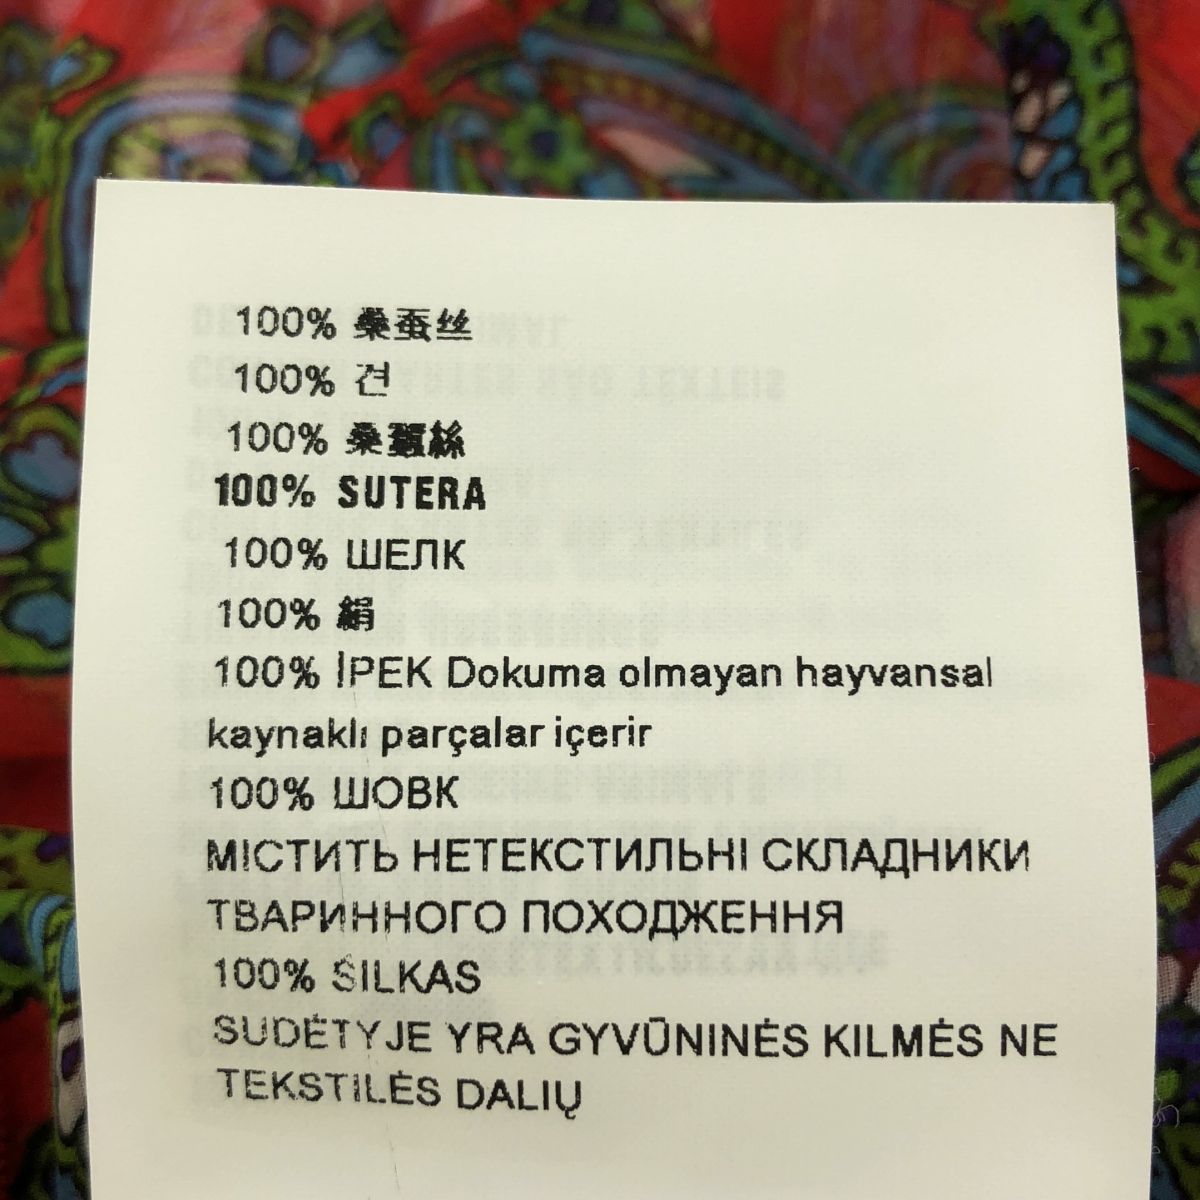 100% 桑蚕丝
100% 견
100% 桑蠶絲
100% SUTERA
100% ШЕЛК
100% 絹
100% İPEK Dokuma olmayan hayvansal
kaynaklı parçalar içerir
100% ШОВК
МІСТИТЬ НЕТЕКСТИЛЬНІ СКЛАДНИКИ
ТВАРИННОГО ПОХОДЖЕННЯ
100% ŠILKAS
SUDĖTYJE YRA GYVŪNINĖS KILMĖS NE
TEKSTILĖS DALIŲ